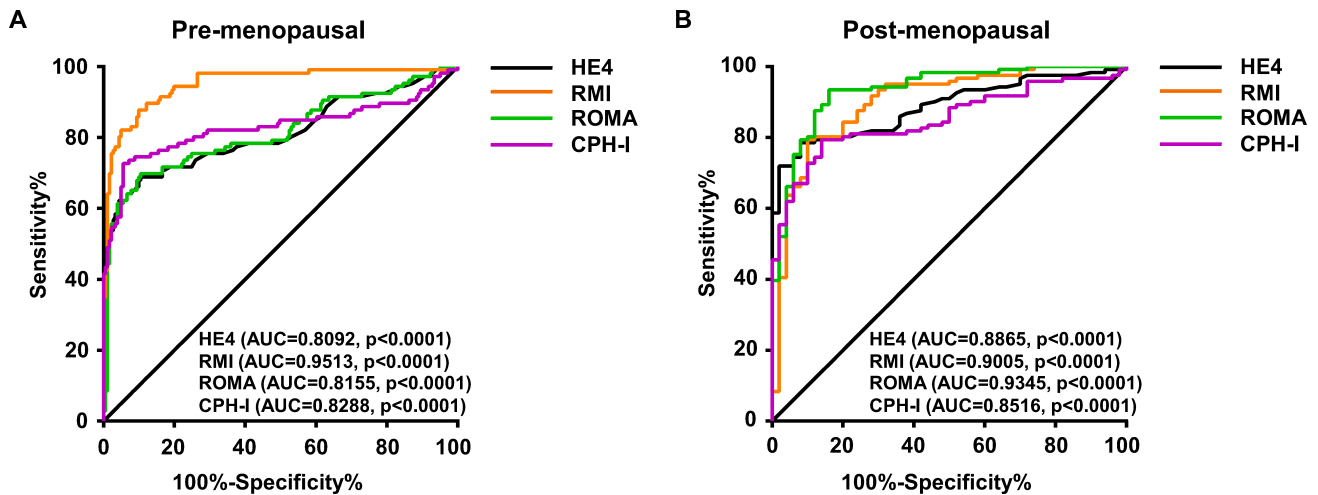 A
Pre-menopausal
HE4
RMI
ROMA
CPH-I
100
80
60
40
20
0
Sensitivity%
HE4 (AUC=0.8092, p<0.0001)
RMI (AUC=0.9513, p<0.0001)
ROMA (AUC=0.8155, p<0.0001)
CPH-I (AUC=0.8288, p<0.0001)
0 20 40 60 80 100
100%-Specificity%
B
Post-menopausal
HE4
RMI
ROMA
CPH-I
100
80
60
40
20
0
Sensitivity%
HE4 (AUC=0.8865, p<0.0001)
RMI (AUC=0.9005, p<0.0001)
ROMA (AUC=0.9345, p<0.0001)
CPH-I (AUC=0.8516, p<0.0001)
0 20 40 60 80 100
100%-Specificity%